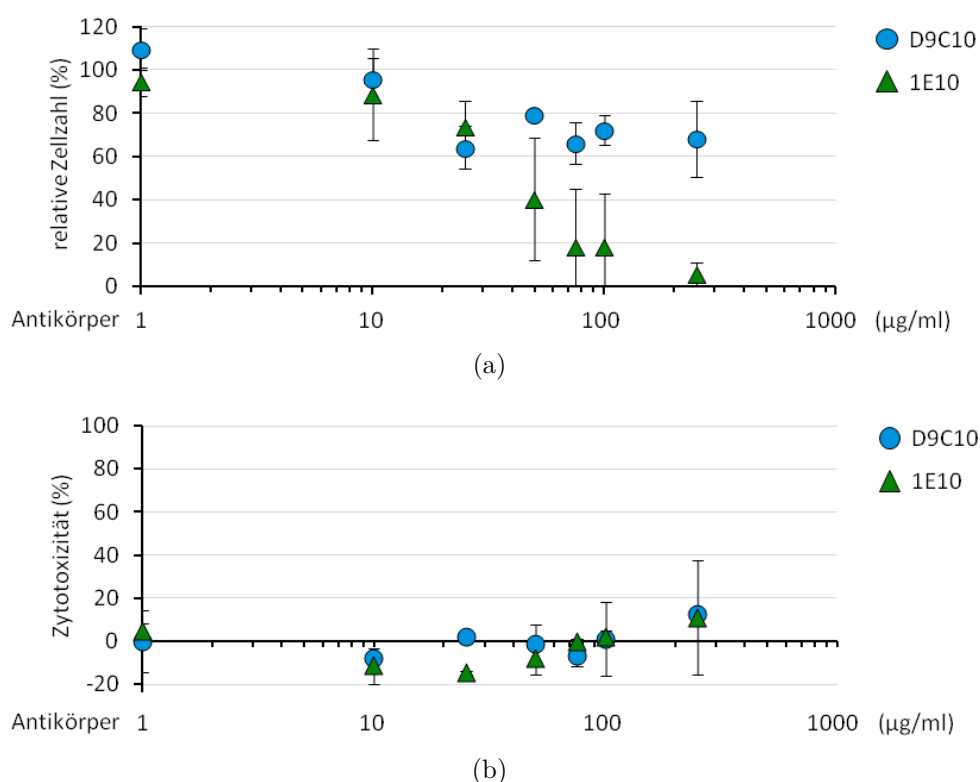 relative Zellzahl (%)
120
100
80
60
40
20
0
D9C10
1E10
Antikörper 1 10 100 1000 (µg/ml)
(a)
Zytotoxizität (%)
100
80
60
40
20
0
-20
D9C10
1E10
Antikörper 1 10 100 1000 (µg/ml)
(b)